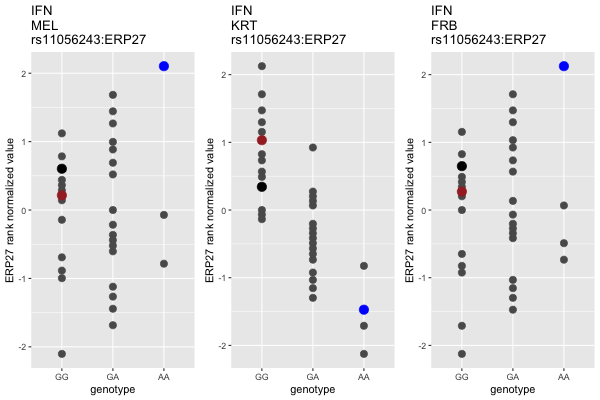 IFN
MEL
rs11056243:ERP27
ERP27 rank normalized value
2
1
0
-1
-2
GG GA AA
genotype
IFN
KRT
rs11056243:ERP27
ERP27 rank normalized value
2
1
0
-1
-2
GG GA AA
genotype
IFN
FRB
rs11056243:ERP27
ERP27 rank normalized value
2
1
0
-1
-2
GG GA AA
genotype